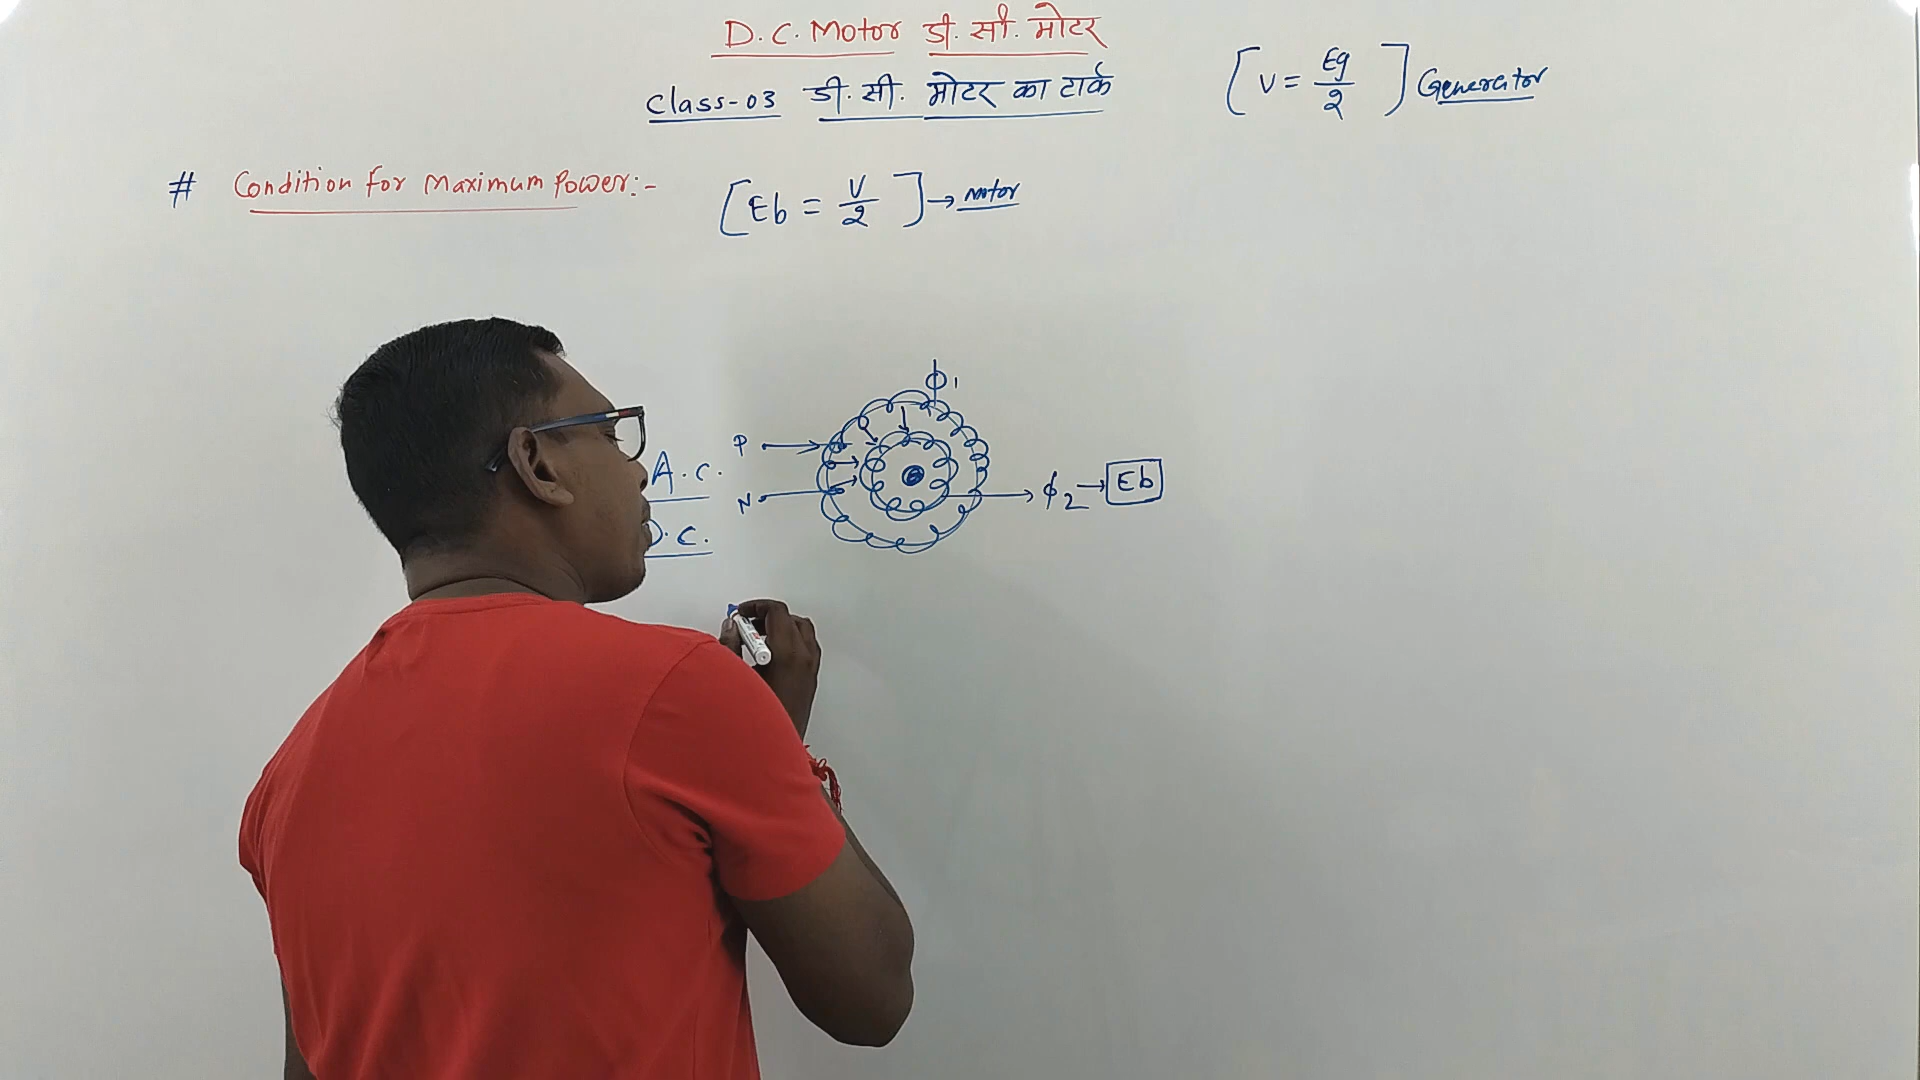 D.C. Motor डी. सी. मोटर
Class-03 डी. सी. मोटर का टार्क
[V = Eg/2] Generator
# Condition for Maximum Power:-
[Eb = V/2] → Motor
ϕ1
P
A.C.
N
ϕ2 → Eb
D.C.